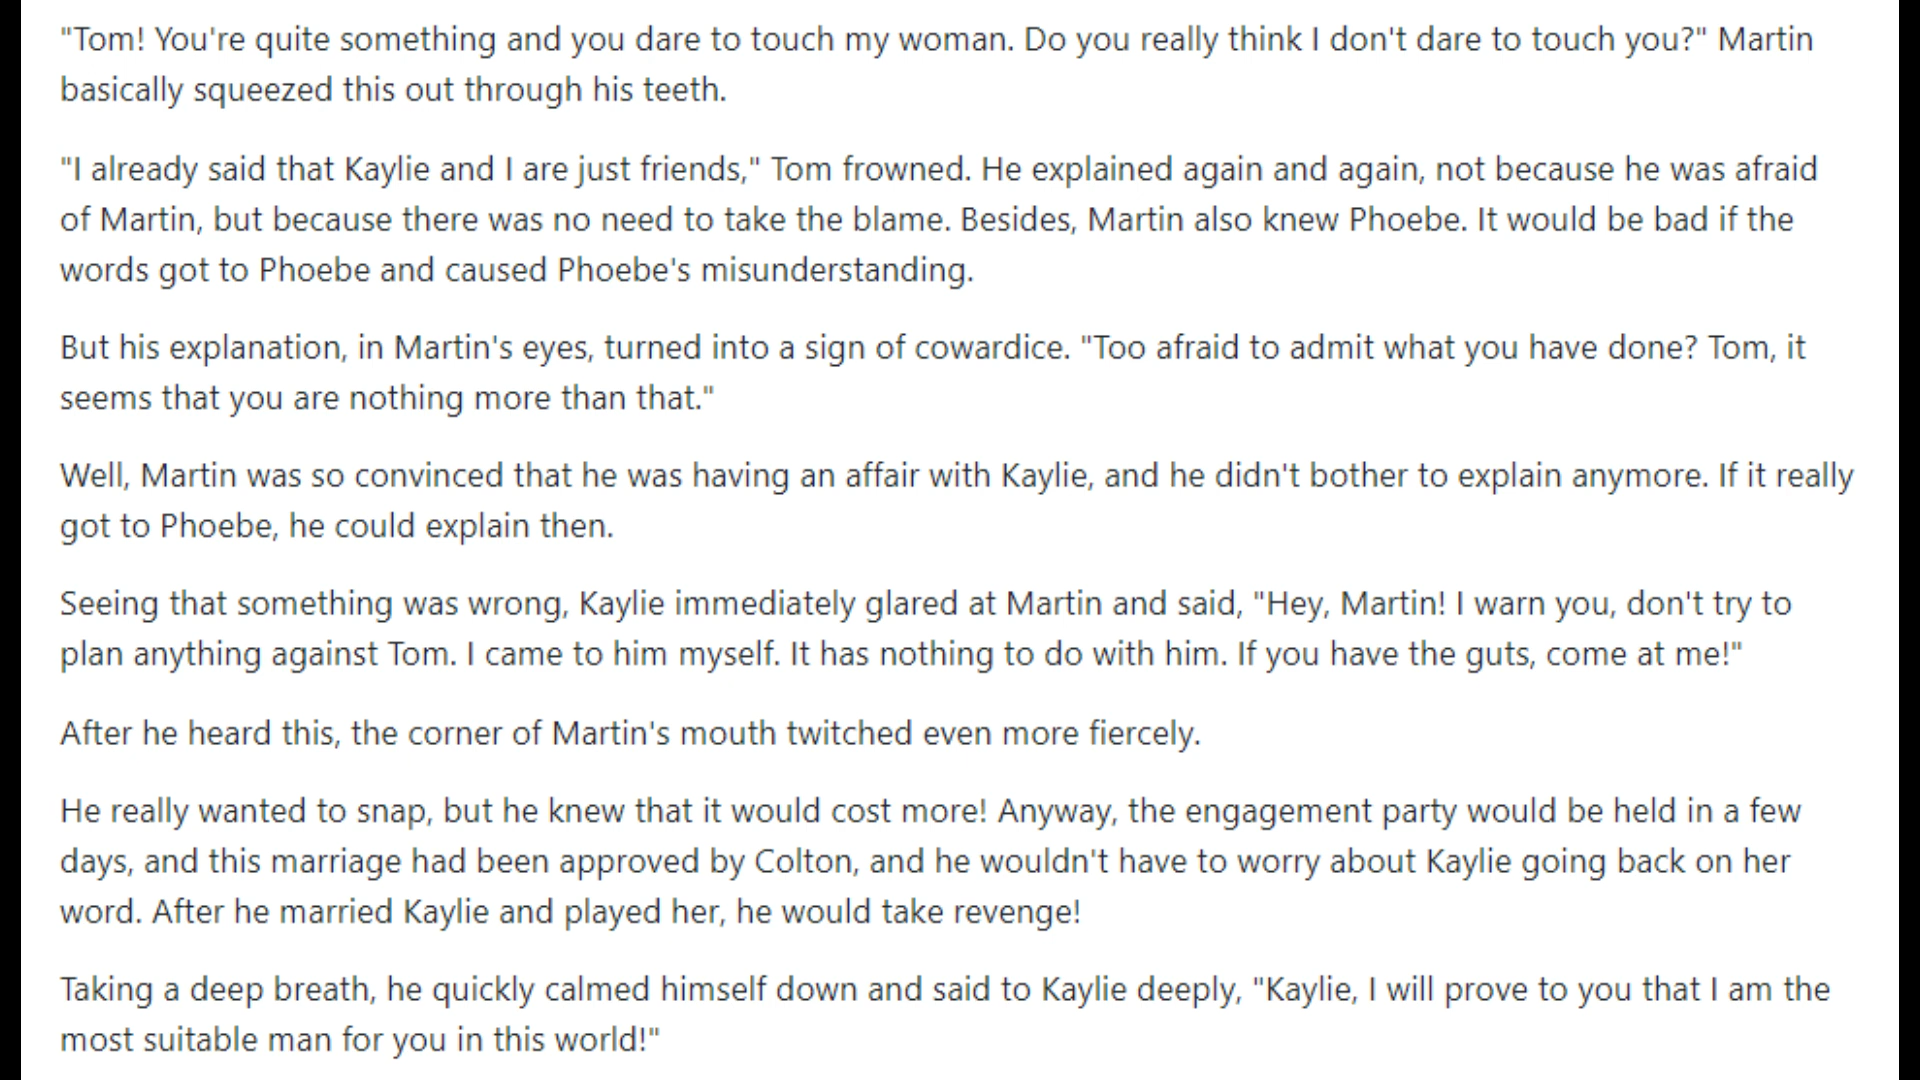 "Tom! You're quite something and you dare to touch my woman. Do you really think I don't dare to touch you?" Martin
basically squeezed this out through his teeth.
"I already said that Kaylie and I are just friends," Tom frowned. He explained again and again, not because he was afraid
of Martin, but because there was no need to take the blame. Besides, Martin also knew Phoebe. It would be bad if the
words got to Phoebe and caused Phoebe's misunderstanding.
But his explanation, in Martin's eyes, turned into a sign of cowardice. "Too afraid to admit what you have done? Tom, it
seems that you are nothing more than that."
Well, Martin was so convinced that he was having an affair with Kaylie, and he didn't bother to explain anymore. If it really
got to Phoebe, he could explain then.
Seeing that something was wrong, Kaylie immediately glared at Martin and said, "Hey, Martin! I warn you, don't try to
plan anything against Tom. I came to him myself. It has nothing to do with him. If you have the guts, come at me!"
After he heard this, the corner of Martin's mouth twitched even more fiercely.
He really wanted to snap, but he knew that it would cost more! Anyway, the engagement party would be held in a few
days, and this marriage had been approved by Colton, and he wouldn't have to worry about Kaylie going back on her
word. After he married Kaylie and played her, he would take revenge!
Taking a deep breath, he quickly calmed himself down and said to Kaylie deeply, "Kaylie, I will prove to you that I am the
most suitable man for you in this world!"